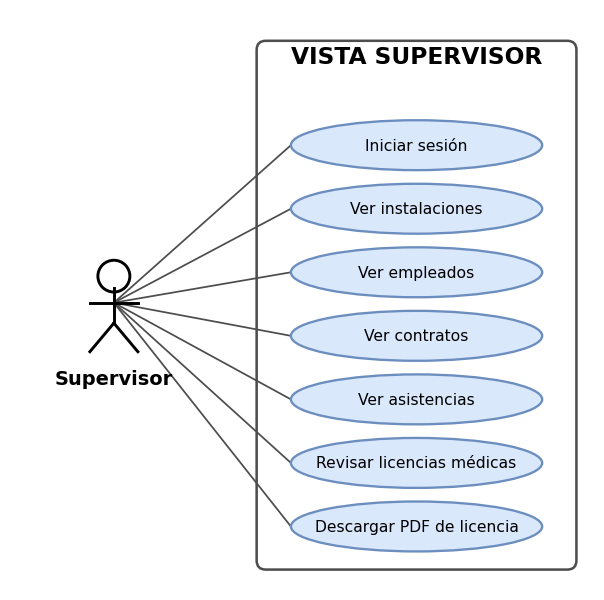 VISTA SUPERVISOR
Iniciar sesión
Ver instalaciones
Ver empleados
Ver contratos
Ver asistencias
Revisar licencias médicas
Descargar PDF de licencia
Supervisor